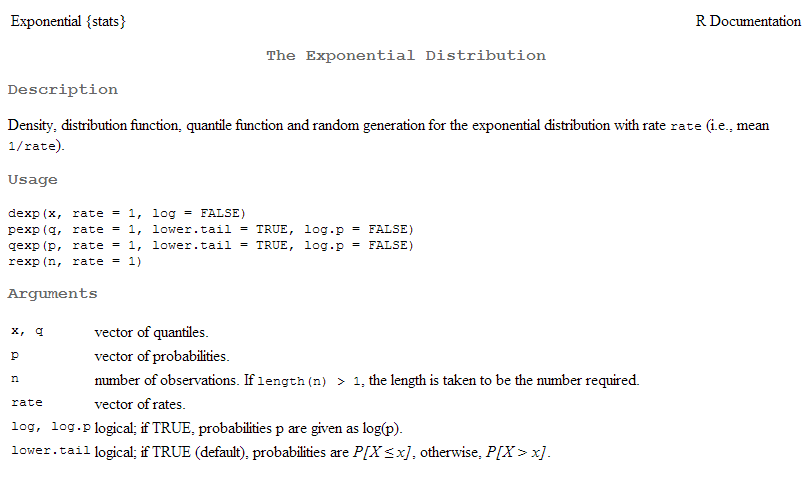 Exponential {stats} R Documentation
The Exponential Distribution
Description
Density, distribution function, quantile function and random generation for the exponential distribution with rate rate (i.e., mean
1/rate).
Usage
dexp(x, rate = 1, log = FALSE)
pexp(q, rate = 1, lower.tail = TRUE, log.p = FALSE)
qexp(p, rate = 1, lower.tail = TRUE, log.p = FALSE)
rexp(n, rate = 1)
Arguments
x, q vector of quantiles.
p vector of probabilities.
n number of observations. If length(n) > 1, the length is taken to be the number required.
rate vector of rates.
log, log.p logical; if TRUE, probabilities p are given as log(p).
lower.tail logical; if TRUE (default), probabilities are P[X ≤ x], otherwise, P[X > x].